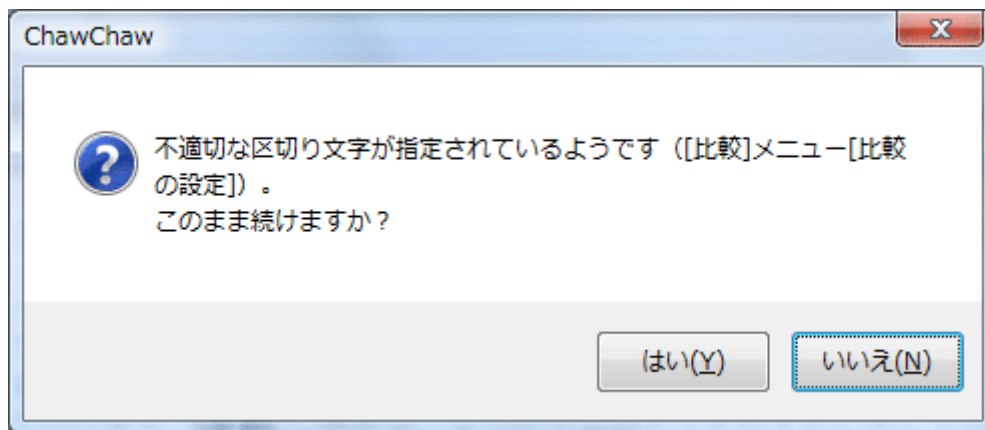 ChawChaw
不適切な区切り文字が指定されているようです（[比較]メニュー[比較
の設定]）。
このまま続けますか？
はい(Y)
いいえ(N)